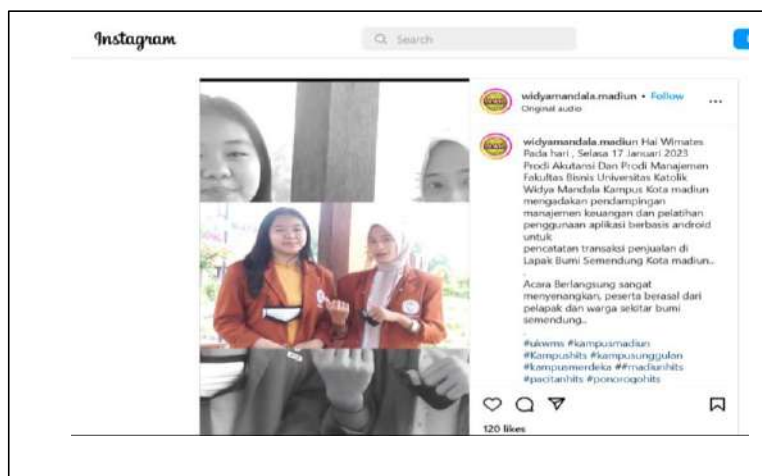 Instagram
Search
widyamandala.madiun • Follow
Original audio
widyamandala.madiun Hai Wimates
Pada hari , Selasa 17 Januari 2023
Prodi Akutansi Dan Prodi Manajemen
Fakultas Bisnis Universitas Katolik
Widya Mandala Kampus Kota madiun
mengadakan pendampingan
manajemen keuangan dan pelatihan
penggunaan aplikasi berbasis android
untuk
pencatatan transaksi penjualan di
Lapak Bumi Semendung Kota madiun..
.
Acara Berlangsung sangat
menyenangkan, peserta berasal dari
pelapak dan warga sekitar bumi
semendung..
.
#ukwms #kampusmadiun
#Kampushits #kampusunggulan
#kampusmerdeka ##madiunhits
#pacitanhits #ponorogohits
120 likes